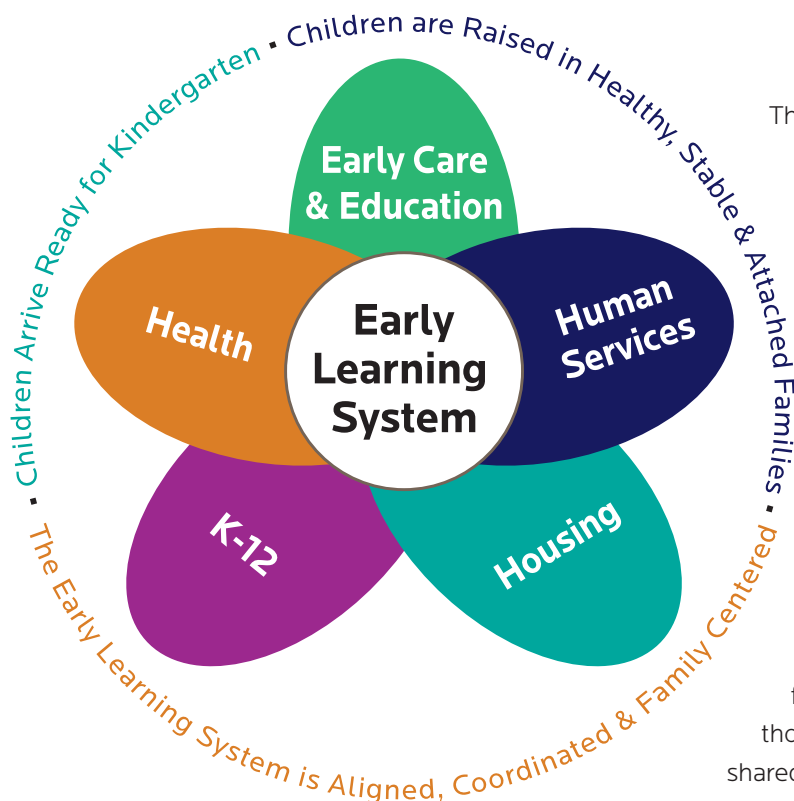 Children Arrive Ready for Kindergarten • Children are Raised in Healthy, Stable & Attached Families •
The Early Learning System is Aligned, Coordinated & Family Centered •
Early Care
& Education
Human
Services
Health
Early
Learning
System
K-12
Housing
shared